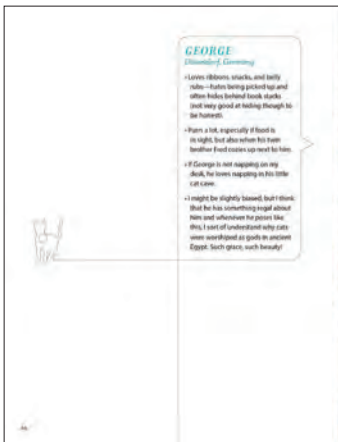 GEORGE
Düsseldorf, Germany
• Loves ribbons, snacks, and belly
rubs—hates being picked up and
often hides behind book stacks
(not very good at hiding though to
be honest).
• Purrs a lot, especially if food is
in sight, but also when his twin
brother Fred cozies up next to him.
• If George is not napping on my
desk, he loves napping in his little
cat cave.
• I might be slightly biased, but I think
that he has something regal about
him and whenever he poses like
this, I sort of understand why cats
were worshiped as gods in ancient
Egypt. Such grace, such beauty!